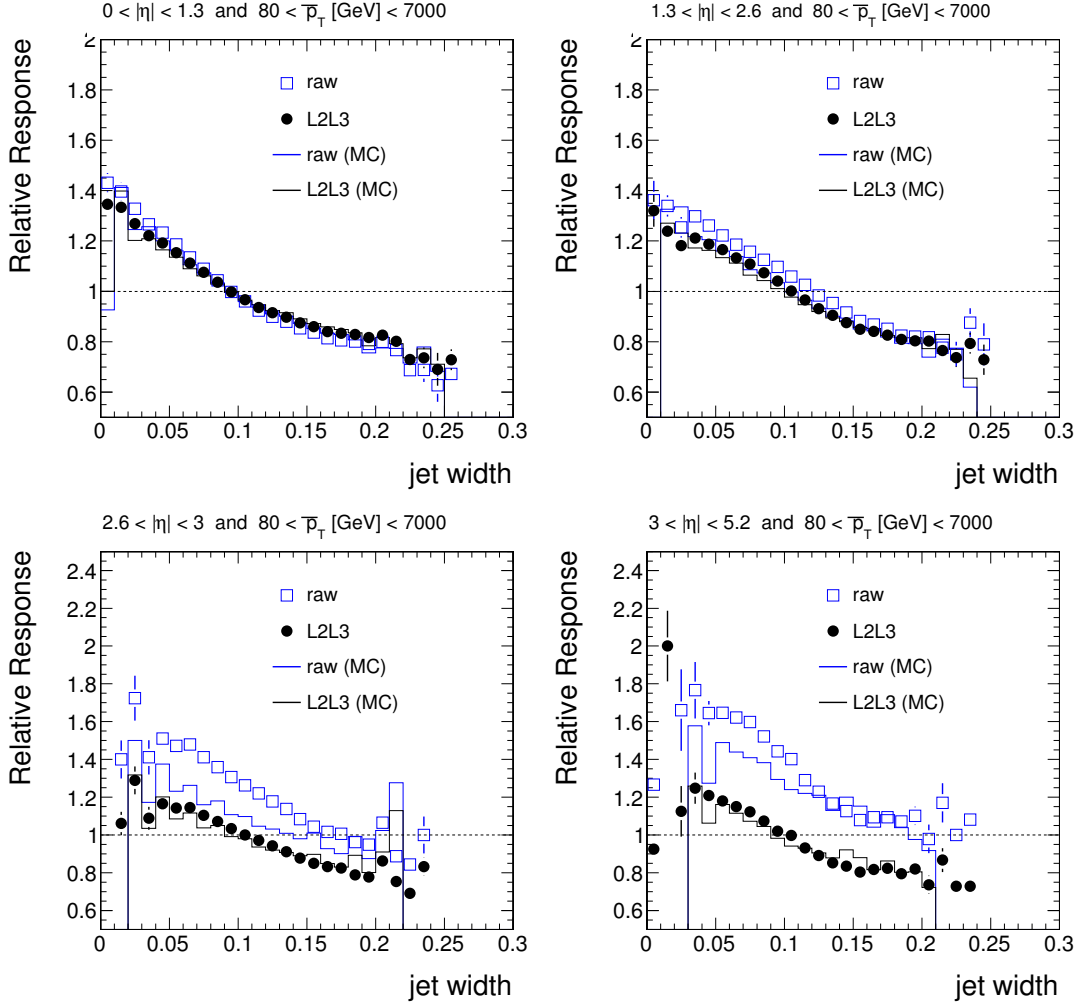 0 < |η| < 1.3 and 80 < p̅_T [GeV] < 7000
Relative Response
2
1.8
1.6
1.4
1.2
1
0.8
0.6
raw
L2L3
raw (MC)
L2L3 (MC)
0 0.05 0.1 0.15 0.2 0.25 0.3
jet width
1.3 < |η| < 2.6 and 80 < p̅_T [GeV] < 7000
Relative Response
2
1.8
1.6
1.4
1.2
1
0.8
0.6
raw
L2L3
raw (MC)
L2L3 (MC)
0 0.05 0.1 0.15 0.2 0.25 0.3
jet width
2.6 < |η| < 3 and 80 < p̅_T [GeV] < 7000
Relative Response
2.4
2.2
2
1.8
1.6
1.4
1.2
1
0.8
0.6
raw
L2L3
raw (MC)
L2L3 (MC)
0 0.05 0.1 0.15 0.2 0.25 0.3
jet width
3 < |η| < 5.2 and 80 < p̅_T [GeV] < 7000
Relative Response
2.4
2.2
2
1.8
1.6
1.4
1.2
1
0.8
0.6
raw
L2L3
raw (MC)
L2L3 (MC)
0 0.05 0.1 0.15 0.2 0.25 0.3
jet width